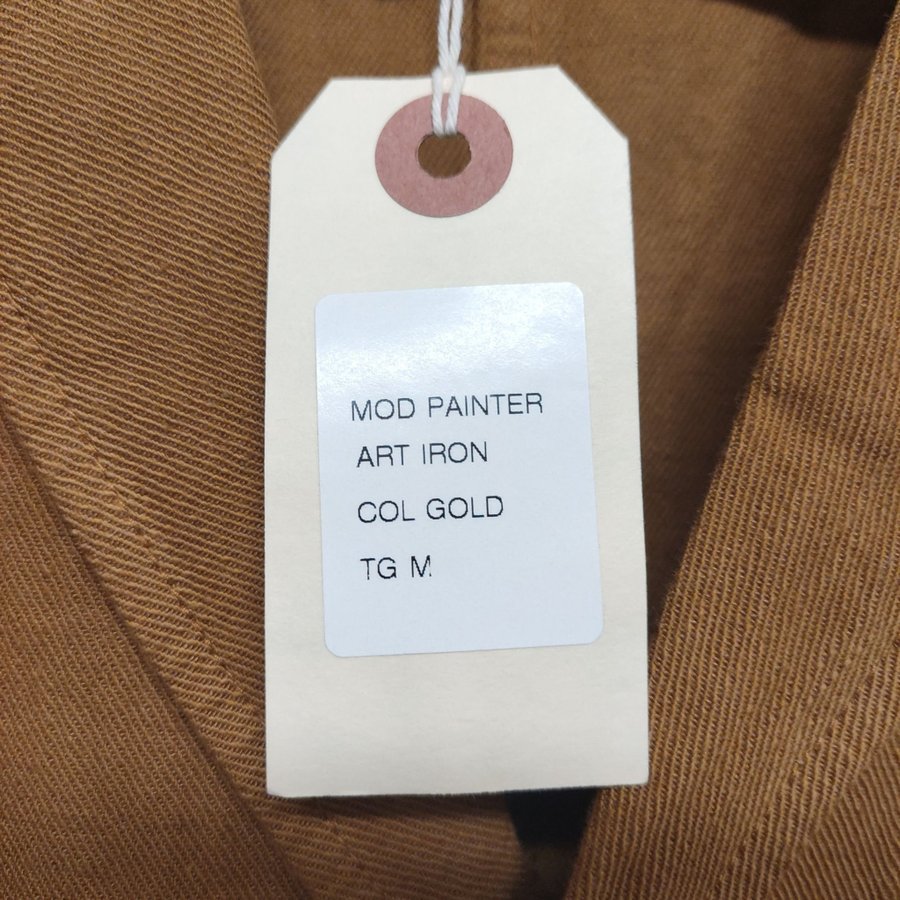 MOD PAINTER
ART IRON
COL GOLD
TG M